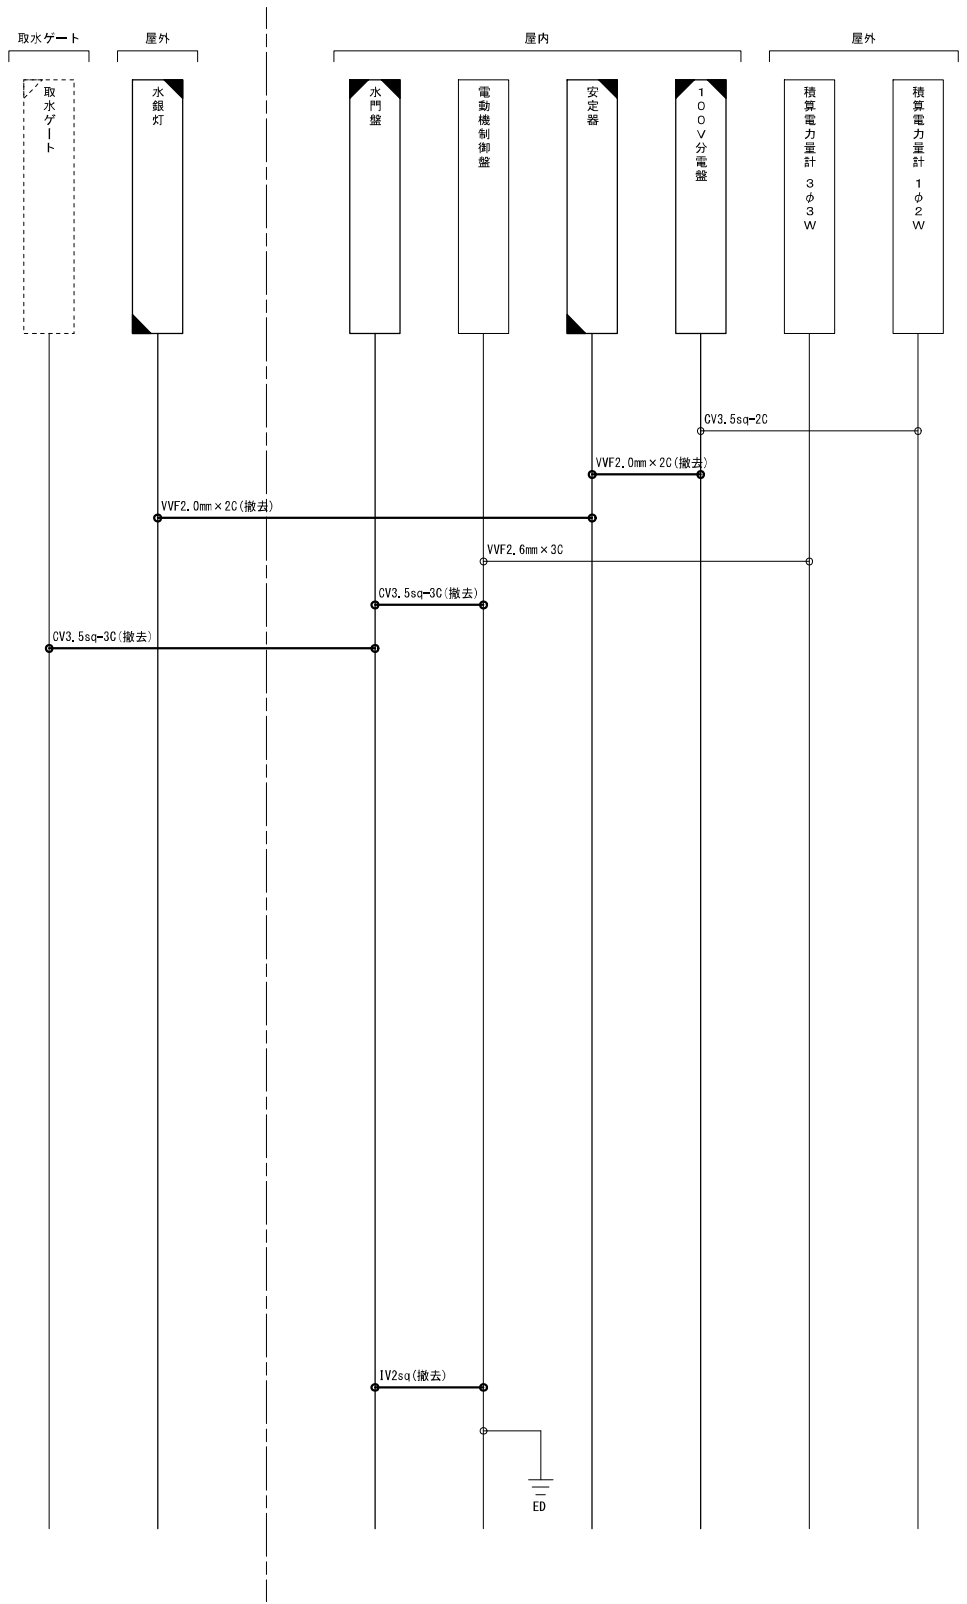 取水ゲート
屋外
屋内
屋外
取水ゲート
水銀灯
水門盤
電動機制御盤
安定器
100V分電盤
積算電力量計 3φ3W
積算電力量計 1φ2W
CV3.5sq-2C
VVF2.0mm×2C(撤去)
VVF2.0mm×2C(撤去)
VVF2.6mm×3C
CV3.5sq-3C(撤去)
CV3.5sq-3C(撤去)
IV2sq(撤去)
ED